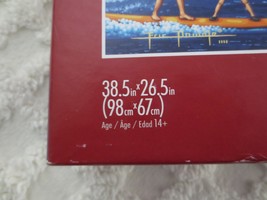 38.5in x 26.5in
(98cm x 67cm)
Age / Âge / Edad 14+